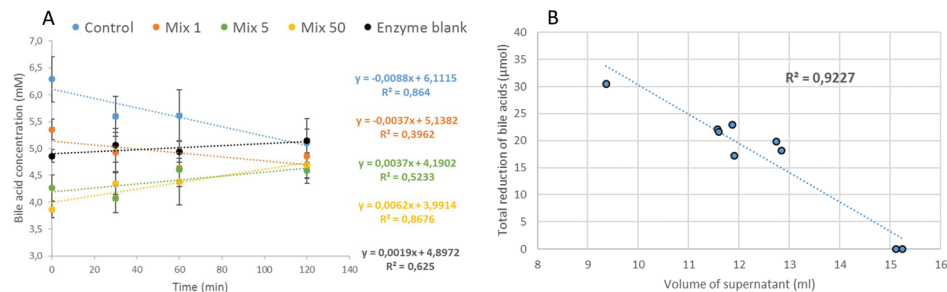 A
Control Mix 1 Mix 5 Mix 50 Enzyme blank
Bile acid concentration (mM)
7,0
6,5
6,0
5,5
5,0
4,5
4,0
3,5
3,0
0 20 40 60 80 100 120 140
Time (min)
y = -0,0088x + 6,1115
R² = 0,864
y = -0,0037x + 5,1382
R² = 0,3962
y = 0,0037x + 4,1902
R² = 0,5233
y = 0,0062x + 3,9914
R² = 0,8676
y = 0,0019x + 4,8972
R² = 0,625
B
Total reduction of bile acids (µmol)
40
35
30
25
20
15
10
5
0
8 9 10 11 12 13 14 15 16
Volume of supernatant (ml)
R² = 0,9227